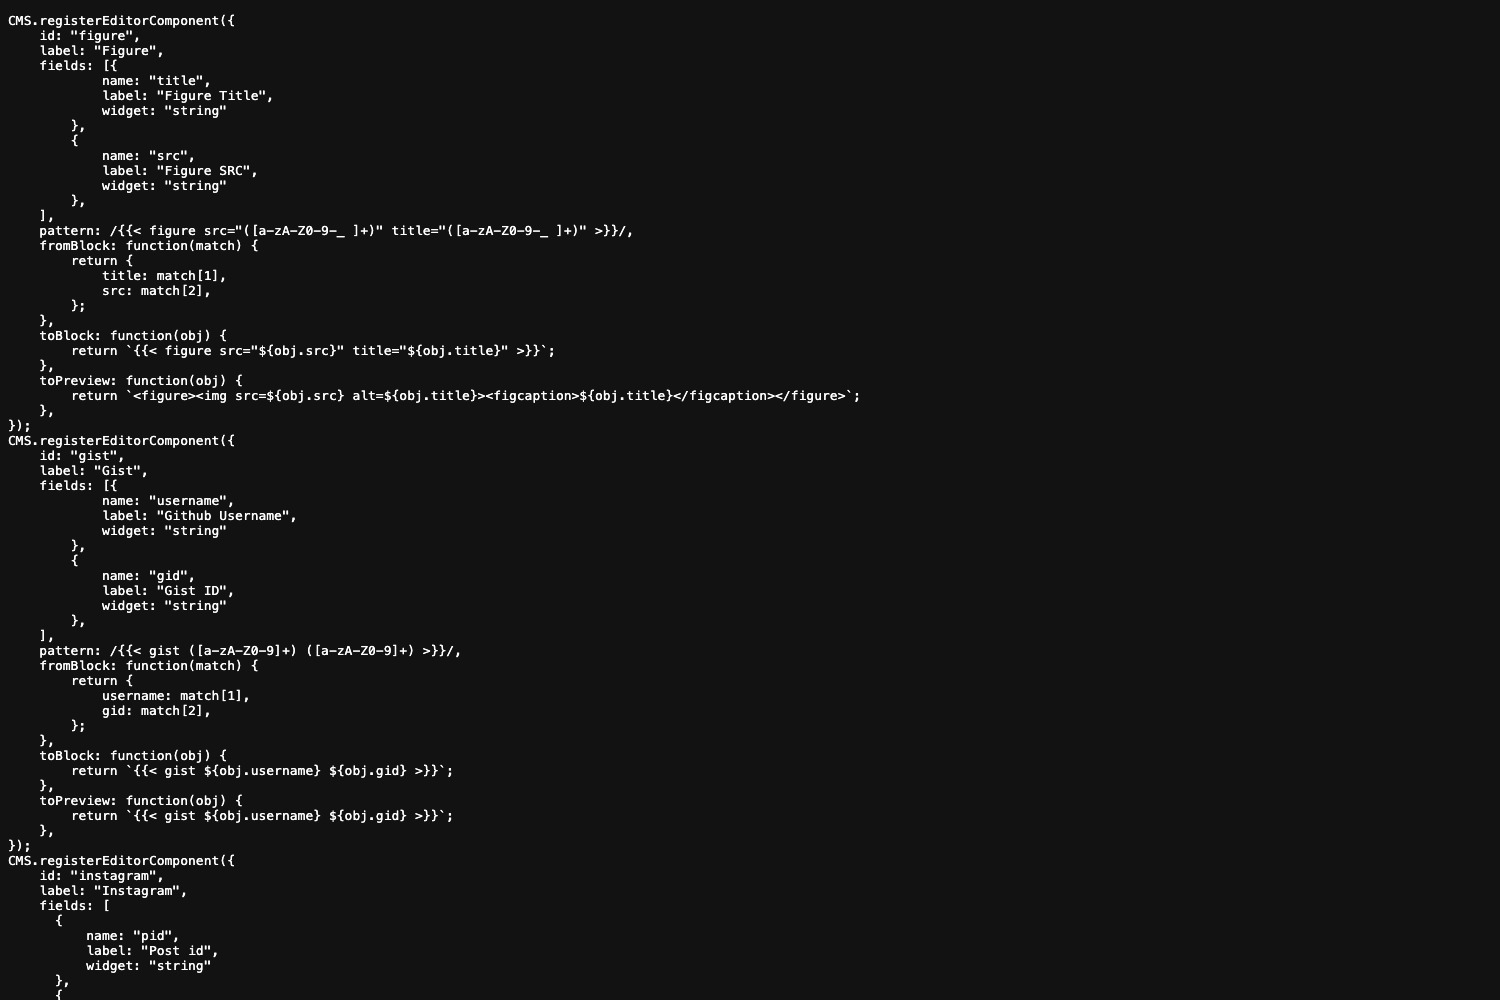 CMS.registerEditorComponent({
    id: "figure",
    label: "Figure",
    fields: [{
            name: "title",
            label: "Figure Title",
            widget: "string"
        },
        {
            name: "src",
            label: "Figure SRC",
            widget: "string"
        },
    ],
    pattern: /{{< figure src="([a-zA-Z0-9-_ ]+)" title="([a-zA-Z0-9-_ ]+)" >}}/,
    fromBlock: function(match) {
        return {
            title: match[1],
            src: match[2],
        };
    },
    toBlock: function(obj) {
        return `{{< figure src="${obj.src}" title="${obj.title}" >}}`;
    },
    toPreview: function(obj) {
        return `<figure><img src=${obj.src} alt=${obj.title}><figcaption>${obj.title}</figcaption></figure>`;
    },
});
CMS.registerEditorComponent({
    id: "gist",
    label: "Gist",
    fields: [{
            name: "username",
            label: "Github Username",
            widget: "string"
        },
        {
            name: "gid",
            label: "Gist ID",
            widget: "string"
        },
    ],
    pattern: /{{< gist ([a-zA-Z0-9]+) ([a-zA-Z0-9]+) >}}/,
    fromBlock: function(match) {
        return {
            username: match[1],
            gid: match[2],
        };
    },
    toBlock: function(obj) {
        return `{{< gist ${obj.username} ${obj.gid} >}}`;
    },
    toPreview: function(obj) {
        return `{{< gist ${obj.username} ${obj.gid} >}}`;
    },
});
CMS.registerEditorComponent({
    id: "instagram",
    label: "Instagram",
    fields: [
      {
          name: "pid",
          label: "Post id",
          widget: "string"
      },
      {